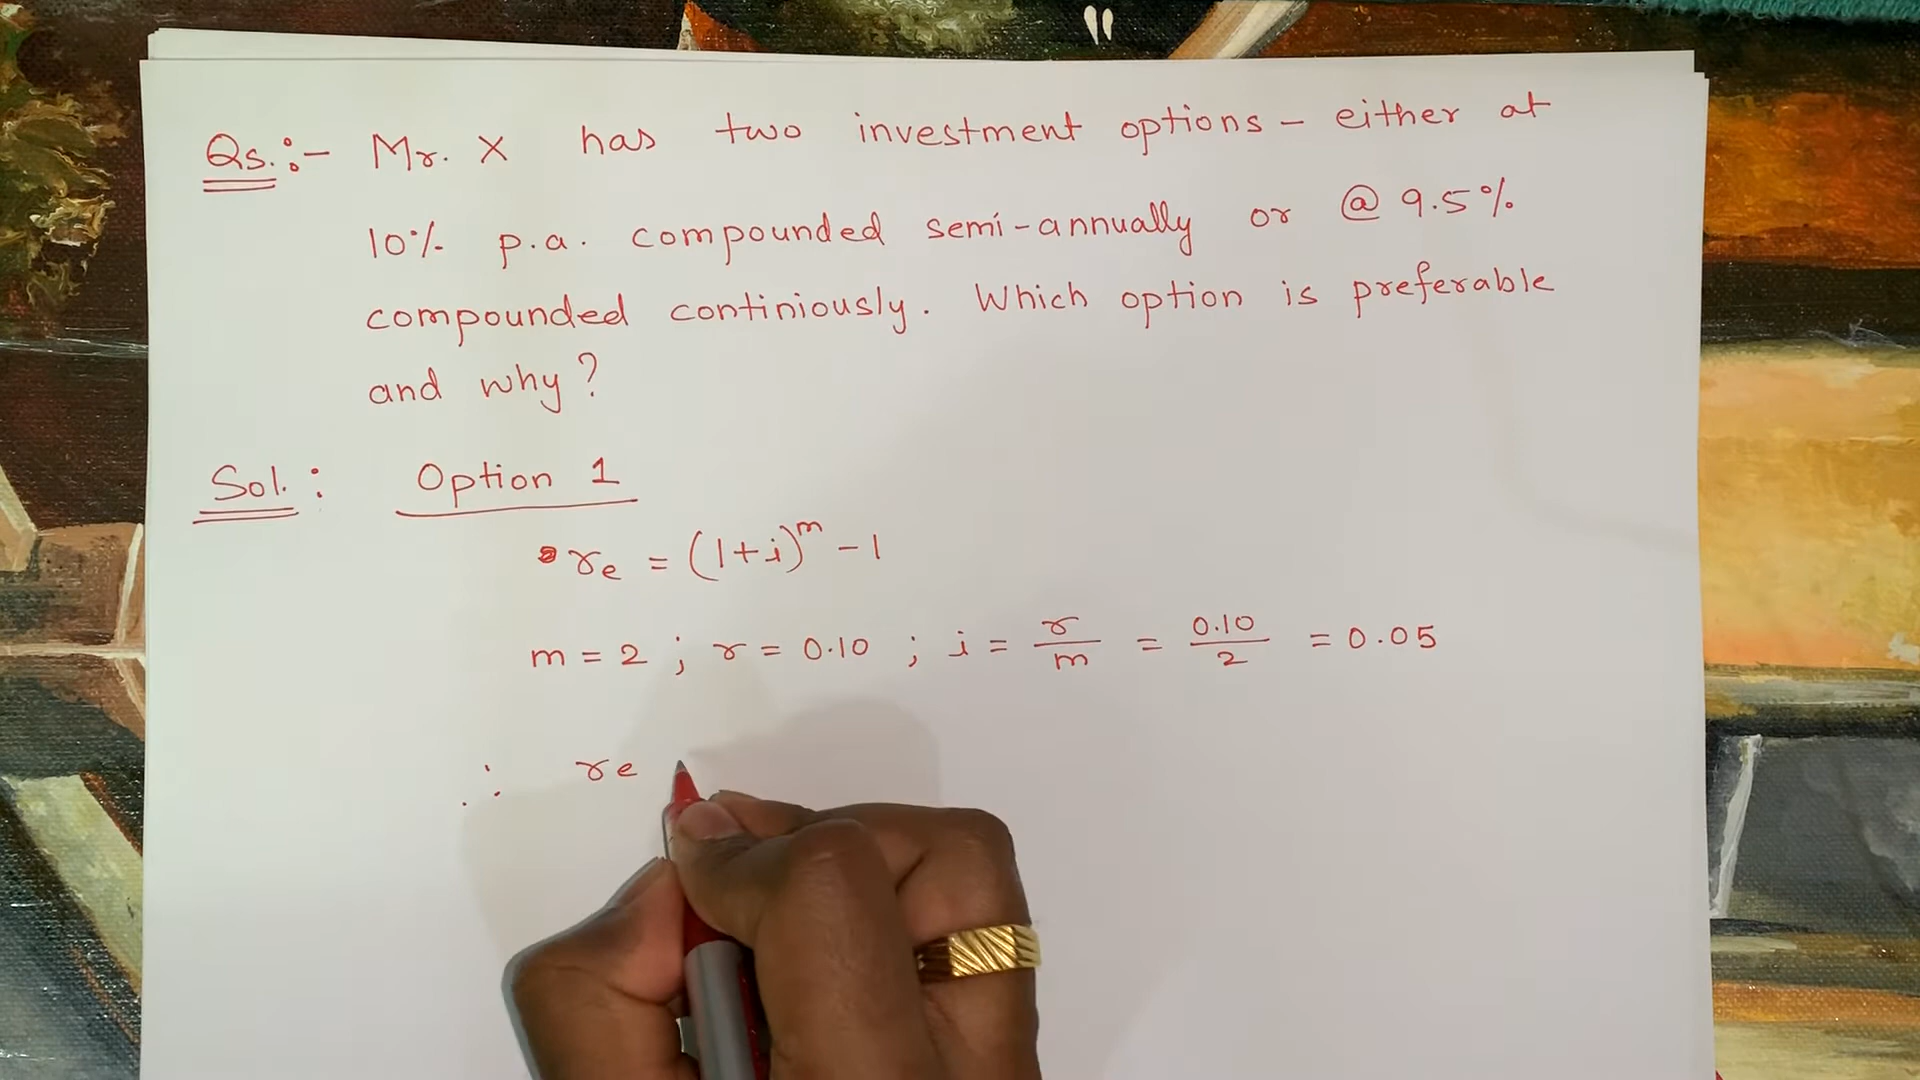 Qs.:- Mr. X has two investment options - either at
10% p.a. compounded semi-annually or @ 9.5%
compounded continiously. Which option is preferable
and why?
Sol. : Option 1
re = (1+i)^m - 1
m = 2 ; r = 0.10 ; i = r/m = 0.10/2 = 0.05
∴ re